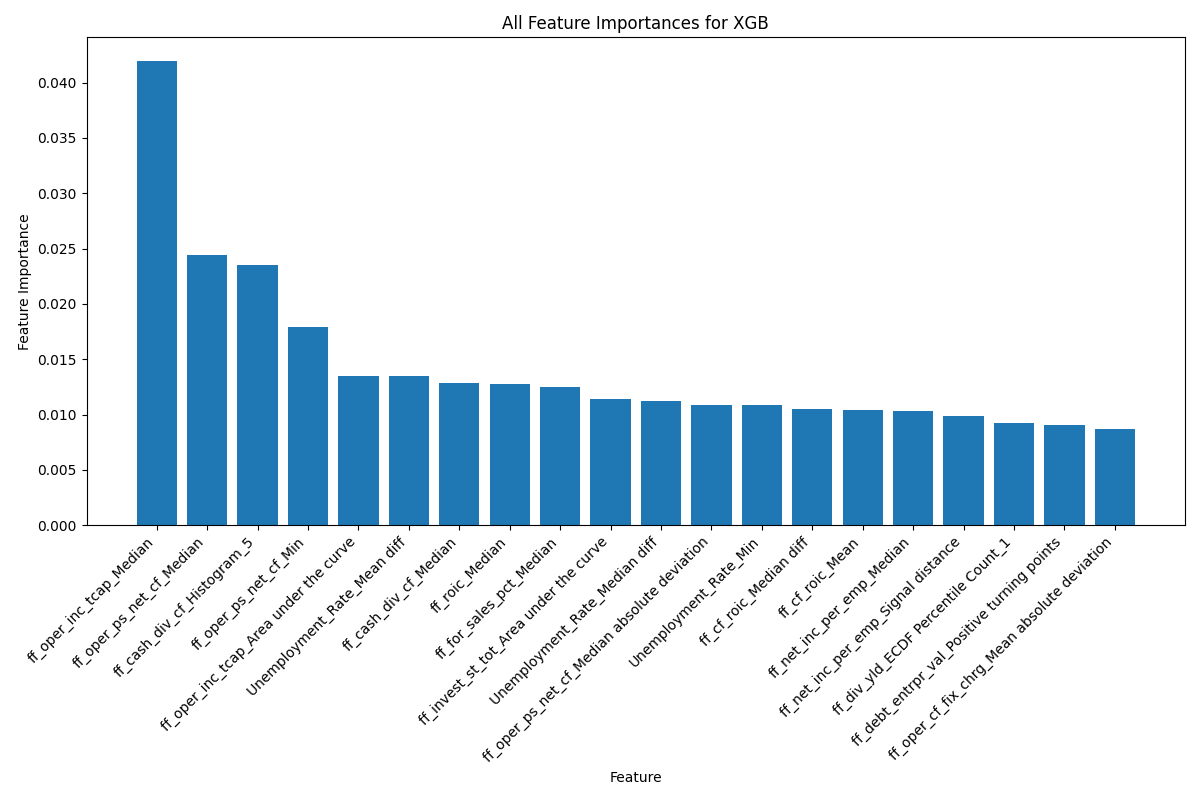 All Feature Importances for XGB
Feature Importance
0.040
0.035
0.030
0.025
0.020
0.015
0.010
0.005
0.000
ff_oper_inc_tcap_Median
ff_oper_ps_net_cf_Median
ff_cash_div_cf_Histogram_5
ff_oper_ps_net_cf_Min
ff_oper_inc_tcap_Area under the curve
Unemployment_Rate_Mean diff
ff_cash_div_cf_Median
ff_roic_Median
ff_for_sales_pct_Median
ff_invest_st_tot_Area under the curve
Unemployment_Rate_Median diff
ff_oper_ps_net_cf_Median absolute deviation
Unemployment_Rate_Min
ff_cf_roic_Median diff
ff_cf_roic_Mean
ff_net_inc_per_emp_Median
ff_net_inc_per_emp_Signal distance
ff_div_yld_ECDF Percentile Count_1
ff_debt_entrpr_val_Positive turning points
ff_oper_cf_fix_chrg_Mean absolute deviation
Feature